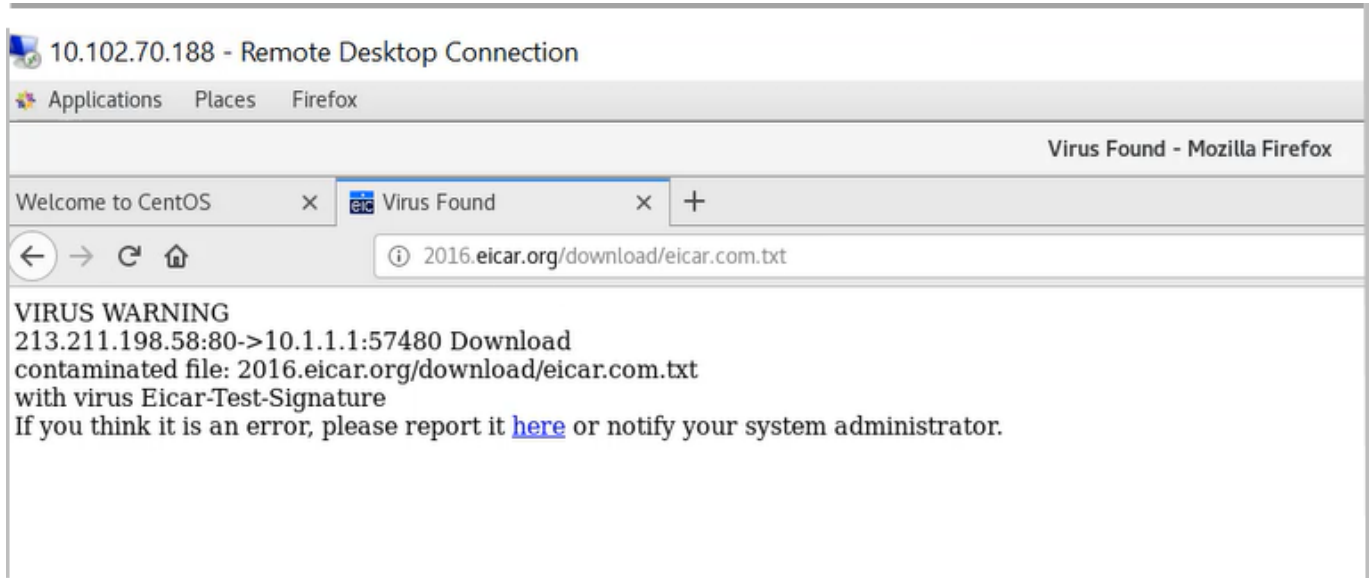 10.102.70.188 - Remote Desktop Connection
Applications Places Firefox
Virus Found - Mozilla Firefox
Welcome to CentOS
eic Virus Found
2016.eicar.org/download/eicar.com.txt
VIRUS WARNING
213.211.198.58:80->10.1.1.1:57480 Download
contaminated file: 2016.eicar.org/download/eicar.com.txt
with virus Eicar-Test-Signature
If you think it is an error, please report it here or notify your system administrator.